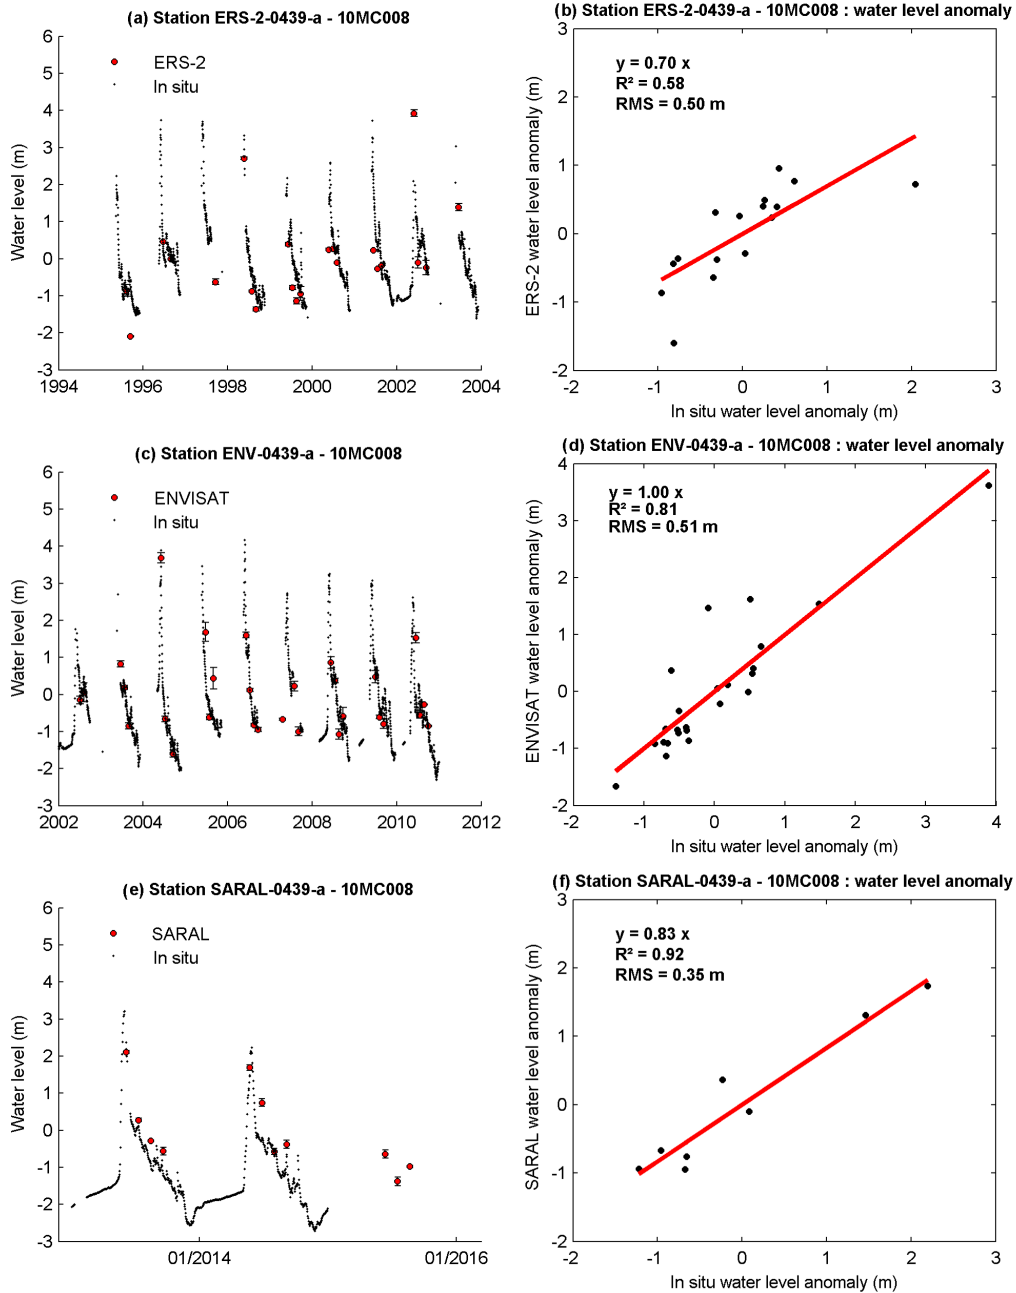 (a) Station ERS-2-0439-a - 10MC008
6
5
4
3
2
1
0
-1
-2
-3
Water level (m)
ERS-2
In situ
1994 1996 1998 2000 2002 2004
(b) Station ERS-2-0439-a - 10MC008 : water level anomaly
3
2
1
0
-1
-2
ERS-2 water level anomaly (m)
y = 0.70 x
R² = 0.58
RMS = 0.50 m
-2 -1 0 1 2 3
In situ water level anomaly (m)
(c) Station ENV-0439-a - 10MC008
6
5
4
3
2
1
0
-1
-2
-3
Water level (m)
ENVISAT
In situ
2002 2004 2006 2008 2010 2012
(d) Station ENV-0439-a - 10MC008 : water level anomaly
4
3
2
1
0
-1
-2
ENVISAT water level anomaly (m)
y = 1.00 x
R² = 0.81
RMS = 0.51 m
-2 -1 0 1 2 3 4
In situ water level anomaly (m)
(e) Station SARAL-0439-a - 10MC008
6
5
4
3
2
1
0
-1
-2
-3
Water level (m)
SARAL
In situ
01/2014 01/2016
(f) Station SARAL-0439-a - 10MC008 : water level anomaly
3
2
1
0
-1
-2
SARAL water level anomaly (m)
y = 0.83 x
R² = 0.92
RMS = 0.35 m
-2 -1 0 1 2 3
In situ water level anomaly (m)